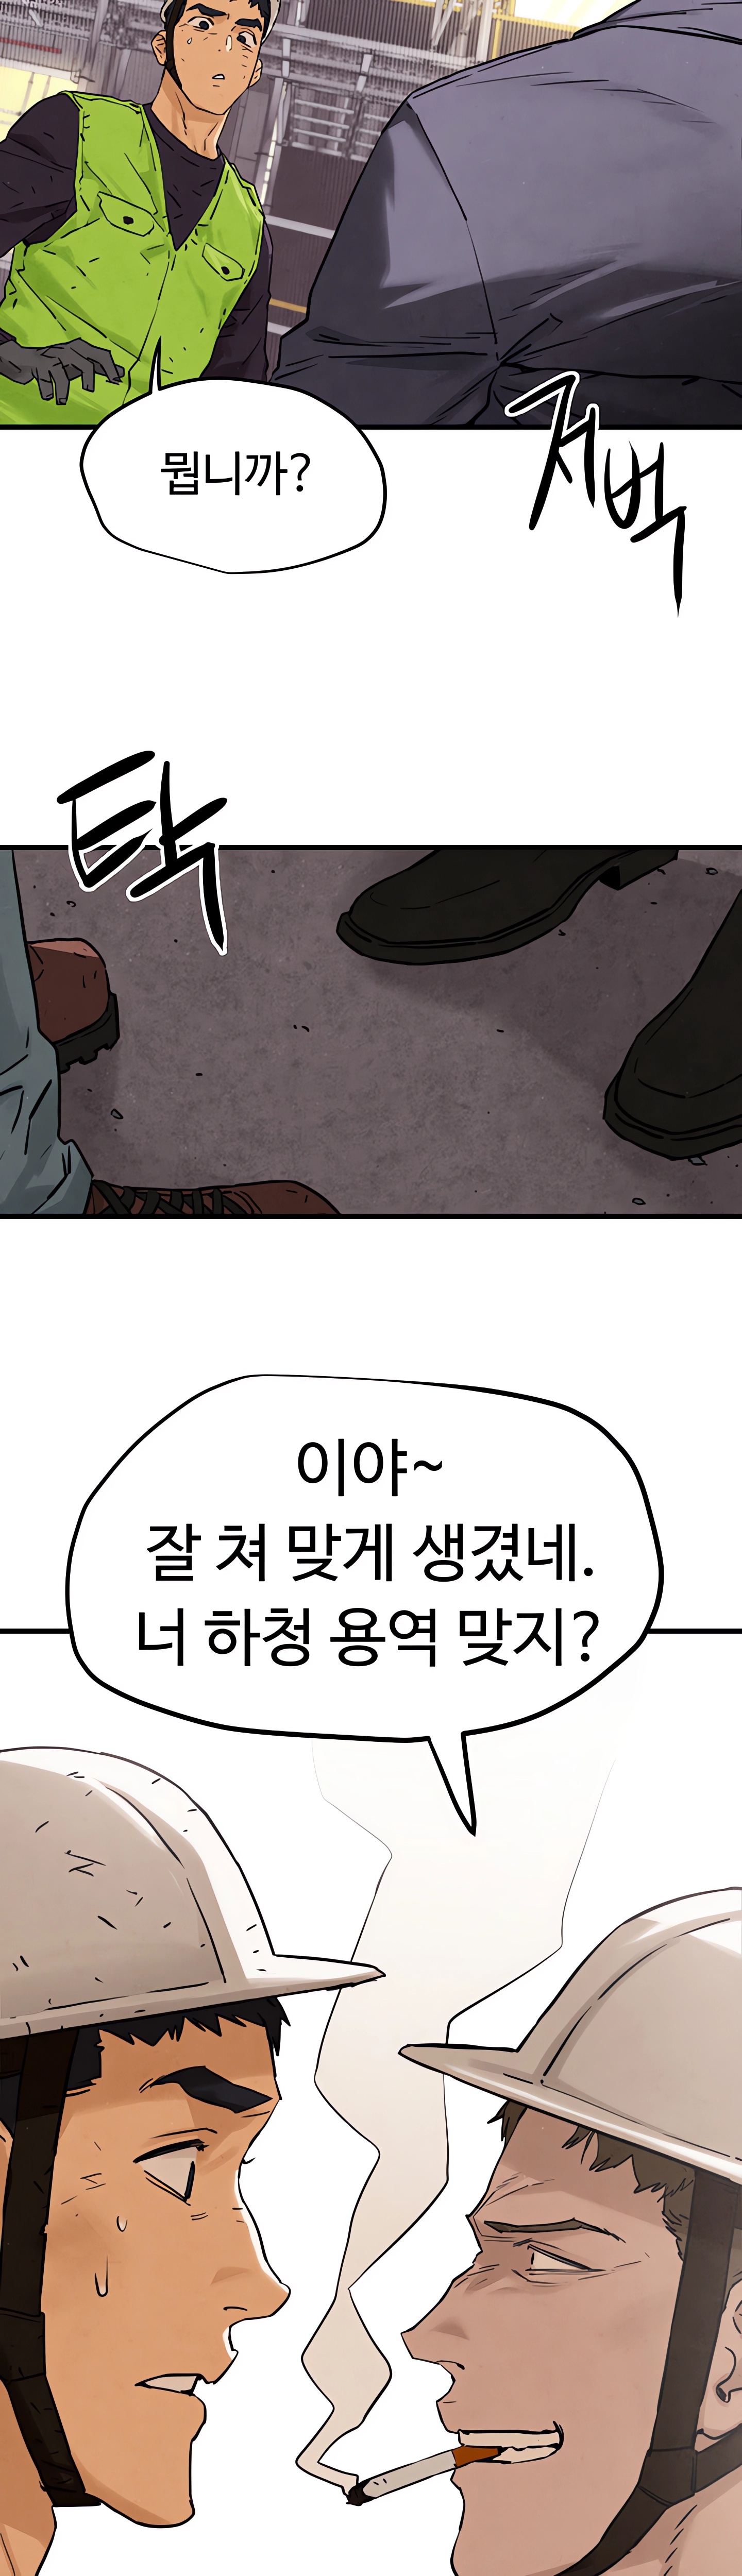 뭡니까?
저벅
탁
이야~
잘 쳐 맞게 생겼네.
너 하청 용역 맞지?